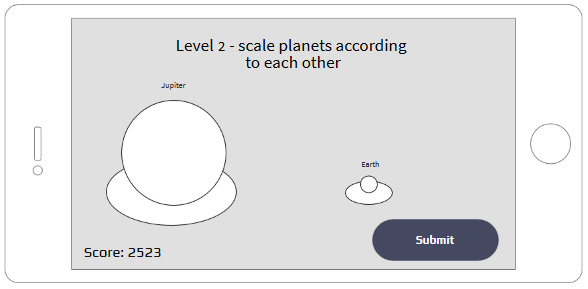 Level 2 - scale planets according
to each other
Jupiter
Earth
Submit
Score: 2523